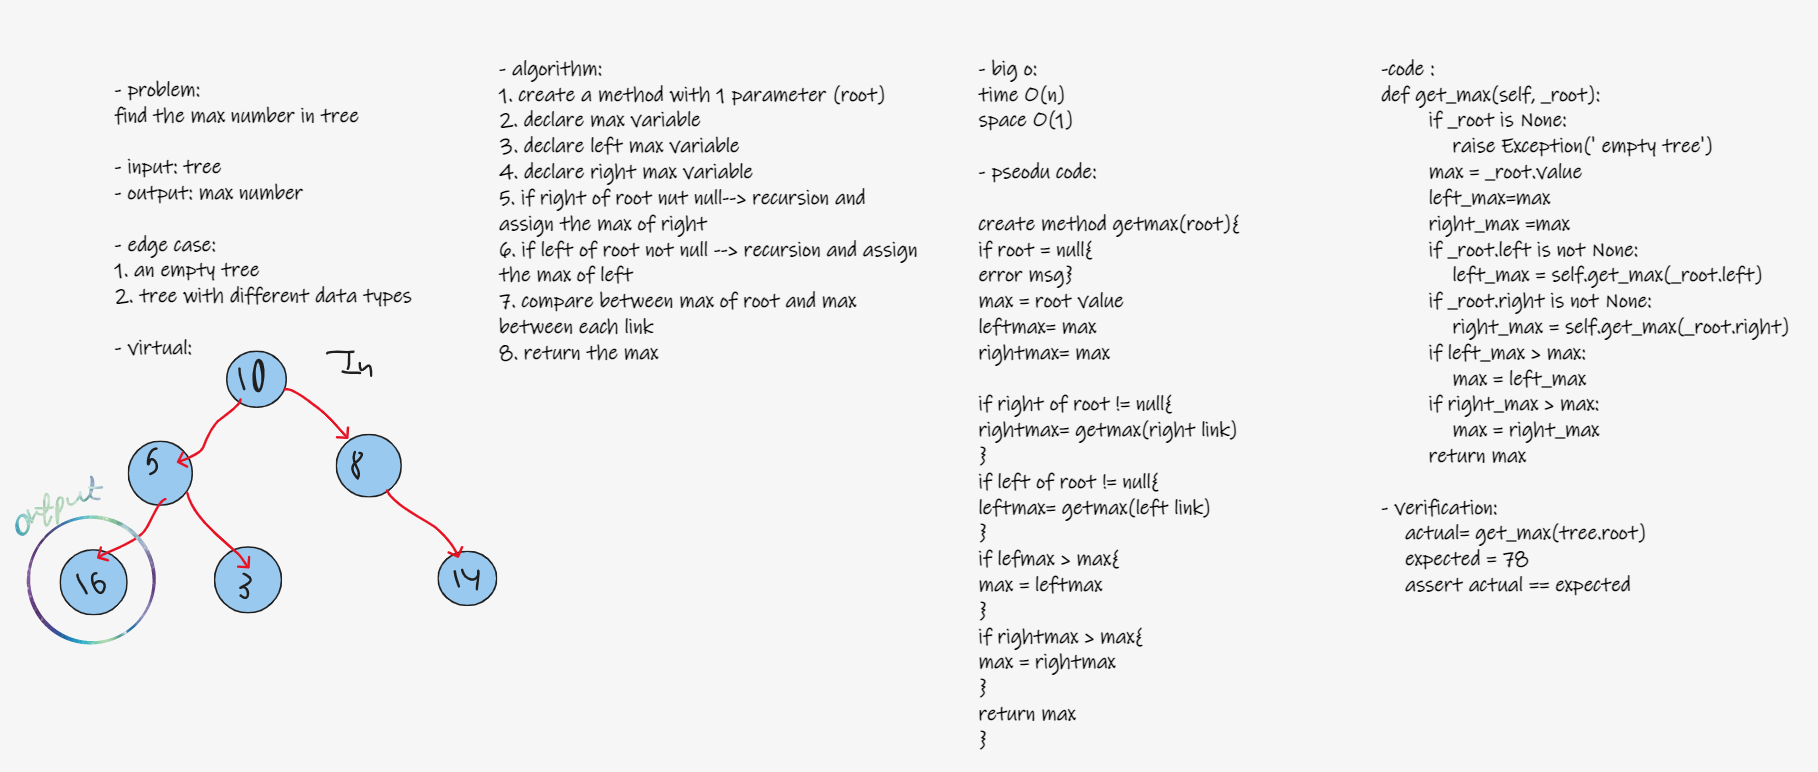 - problem:
find the max number in tree
- input: tree
- output: max number
- edge case:
1. an empty tree
2. tree with different data types
- virtual:
In
10
5
8
output
16
3
14
- algorithm:
1. create a method with 1 parameter (root)
2. declare max variable
3. declare left max variable
4. declare right max variable
5. if right of root nut null--> recursion and
assign the max of right
6. if left of root not null --> recursion and assign
the max of left
7. compare between max of root and max
between each link
8. return the max
- big o:
time O(n)
space O(1)
- pseodu code:
create method getmax(root){
if root = null{
error msg}
max = root value
leftmax= max
rightmax= max
if right of root != null{
rightmax= getmax(right link)
}
if left of root != null{
leftmax= getmax(left link)
}
if lefmax > max{
max = leftmax
}
if rightmax > max{
max = rightmax
}
return max
}
-code :
def get_max(self, _root):
if _root is None:
raise Exception(' empty tree')
max = _root.value
left_max=max
right_max =max
if _root.left is not None:
left_max = self.get_max(_root.left)
if _root.right is not None:
right_max = self.get_max(_root.right)
if left_max > max:
max = left_max
if right_max > max:
max = right_max
return max
- verification:
actual= get_max(tree.root)
expected = 78
assert actual == expected